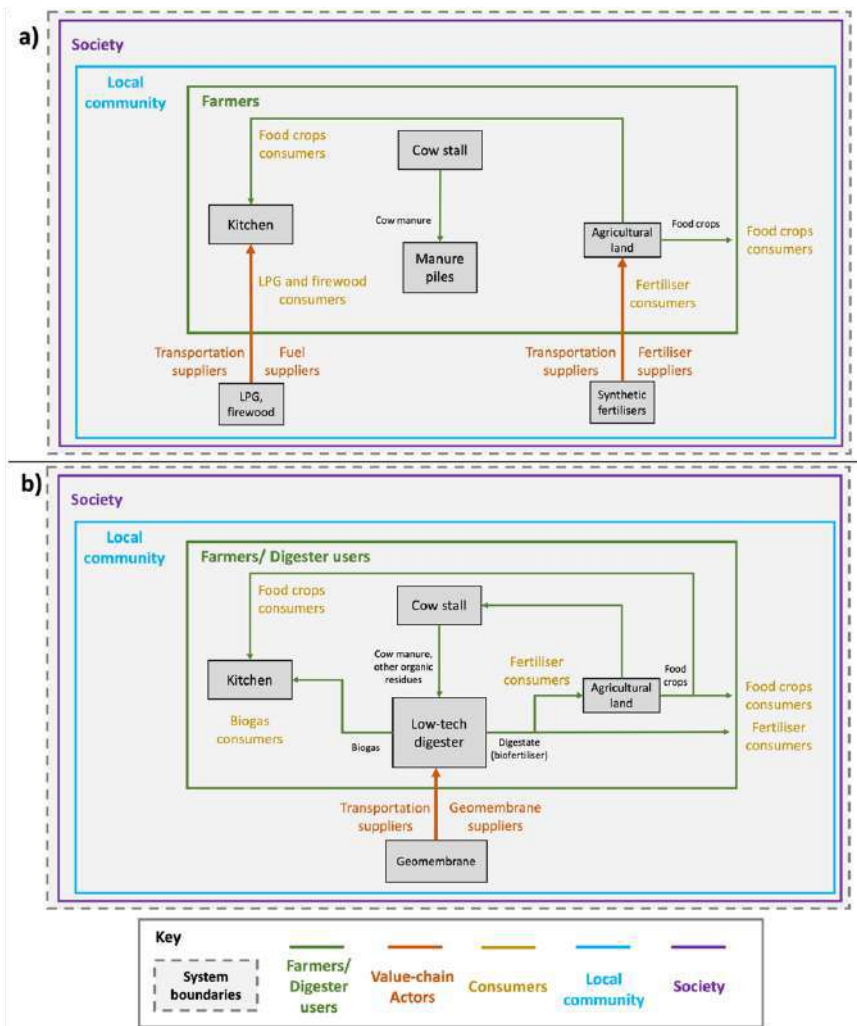 a)
Society
Local
community
Farmers
Food crops
consumers
Cow stall
Kitchen
Cow manure
Manure
piles
Agricultural
land
Food crops
Food crops
consumers
LPG and firewood
consumers
Fertiliser
consumers
Transportation
suppliers
Fuel
suppliers
Transportation
suppliers
Fertiliser
suppliers
LPG,
firewood
Synthetic
fertilisers
b)
Society
Local
community
Farmers/ Digester users
Food crops
consumers
Cow stall
Cow manure,
other organic
residues
Fertiliser
consumers
Food
crops
Kitchen
Agricultural
land
Food crops
consumers
Biogas
consumers
Biogas
Low-tech
digester
Digestate
(biofertiliser)
Fertiliser
consumers
Transportation
suppliers
Geomembrane
suppliers
Geomembrane
Key
System
boundaries
Farmers/
Digester
users
Value-chain
Actors
Consumers
Local
community
Society